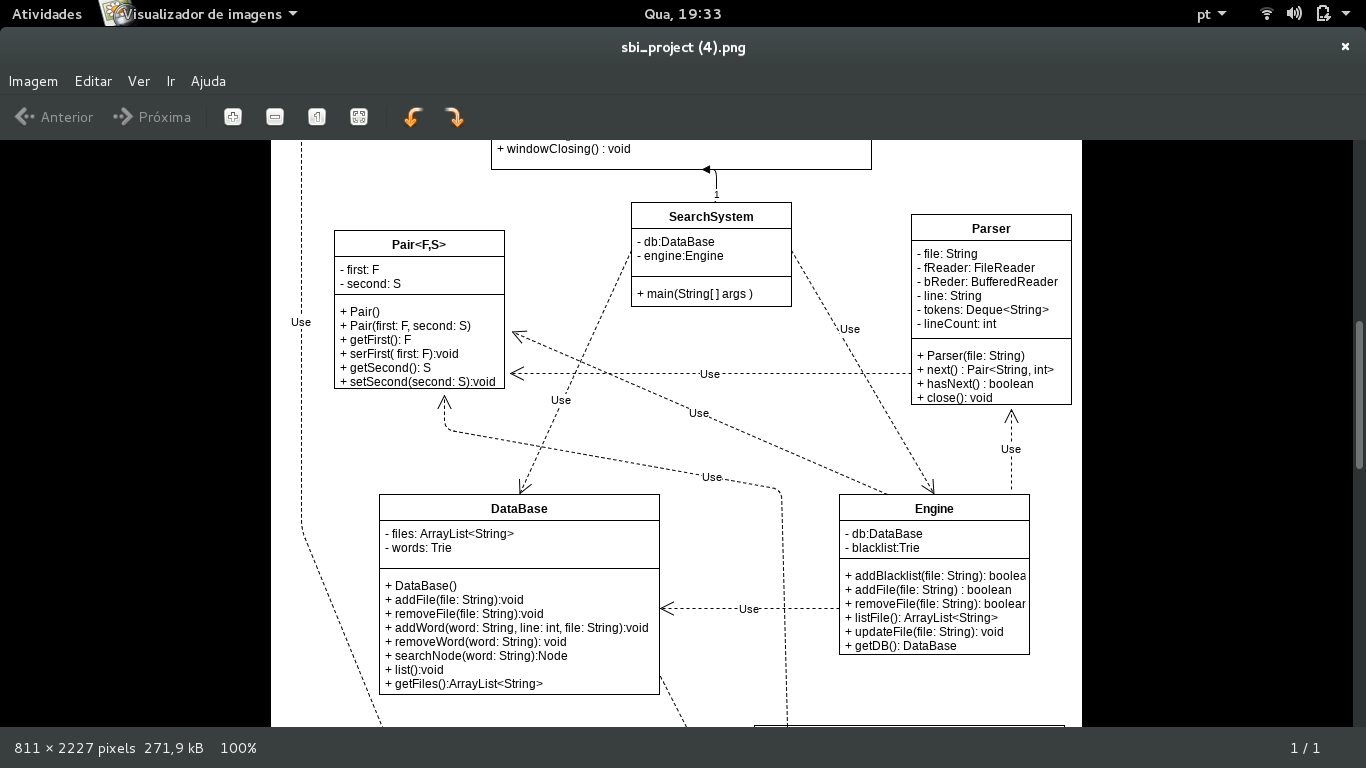 Atividades
Visualizador de imagens
Qua, 19:33
pt
sbi_project (4).png
×
Imagem Editar Ver Ir Ajuda
Anterior
Próxima
+ windowClosing() : void
1
SearchSystem
- db:DataBase
- engine:Engine
+ main(String[ ] args )
Pair<F,S>
- first: F
- second: S
+ Pair()
+ Pair(first: F, second: S)
+ getFirst(): F
+ serFirst( first: F):void
+ getSecond(): S
+ setSecond(second: S):void
Parser
- file: String
- fReader: FileReader
- bReder: BufferedReader
- line: String
- tokens: Deque<String>
- lineCount: int
+ Parser(file: String)
+ next() : Pair<String, int>
+ hasNext() : boolean
+ close(): void
Use
Use
Use
Use
Use
Use
Use
DataBase
- files: ArrayList<String>
- words: Trie
+ DataBase()
+ addFile(file: String):void
+ removeFile(file: String):void
+ addWord(word: String, line: int, file: String):void
+ removeWord(word: String): void
+ searchNode(word: String):Node
+ list():void
+ getFiles():ArrayList<String>
Use
Engine
- db:DataBase
- blacklist:Trie
+ addBlacklist(file: String): boolea
+ addFile(file: String) : boolean
+ removeFile(file: String): boolear
+ listFile(): ArrayList<String>
+ updateFile(file: String): void
+ getDB(): DataBase
811 × 2227 pixels 271,9 kB 100%
1 / 1